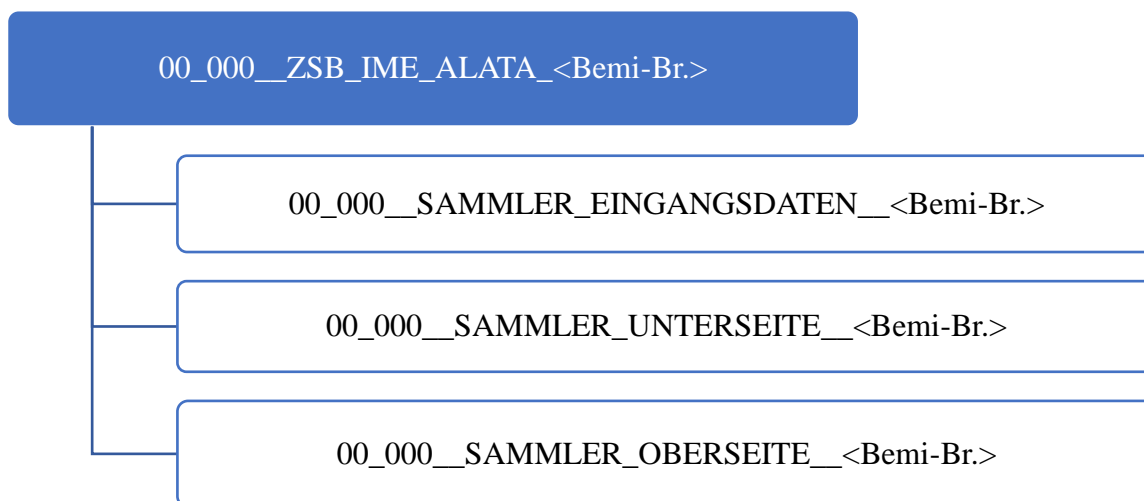 00_000__ZSB_IME_ALATA_<Bemi-Br.>
00_000__SAMMLER_EINGANGSDATEN__<Bemi-Br.>
00_000__SAMMLER_UNTERSEITE__<Bemi-Br.>
00_000__SAMMLER_OBERSEITE__<Bemi-Br.>